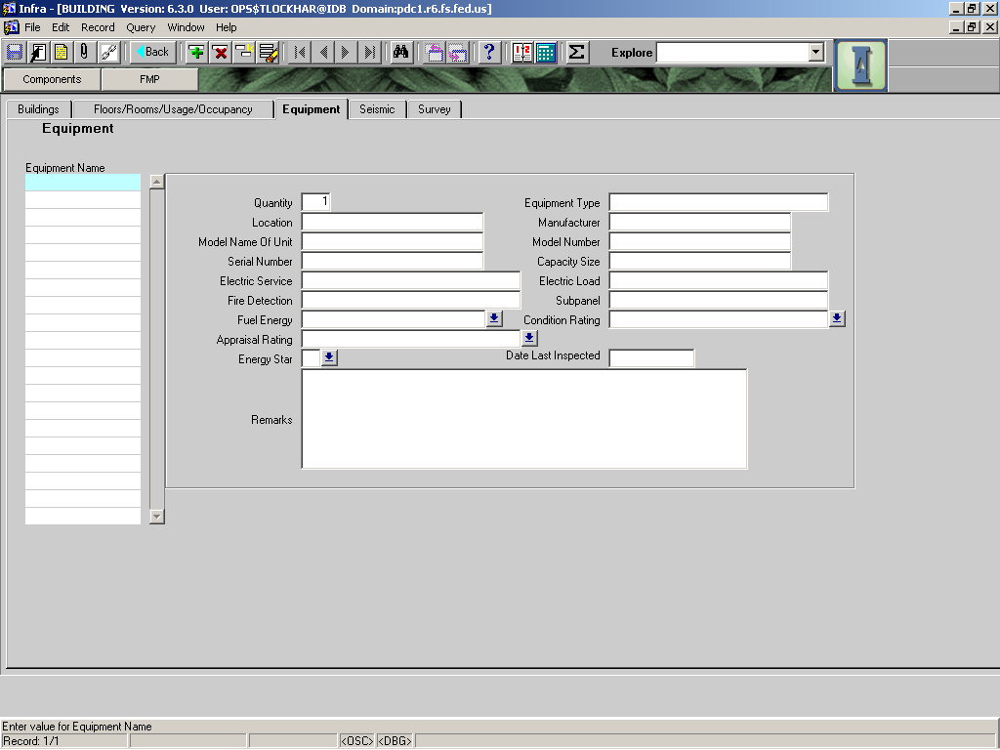 Infra - [BUILDING Version: 6.3.0 User: OPS$TLOCKHAR@IDB Domain:pdc1.r6.fs.fed.us]
File Edit Record Query Window Help
Back Explore
Components FMP
Buildings Floors/Rooms/Usage/Occupancy Equipment Seismic Survey
Equipment
Equipment Name
Quantity 1 Equipment Type
Location Manufacturer
Model Name Of Unit Model Number
Serial Number Capacity Size
Electric Service Electric Load
Fire Detection Subpanel
Fuel Energy Condition Rating
Appraisal Rating
Energy Star Date Last Inspected
Remarks
Enter value for Equipment Name
Record: 1/1 <OSC> <DBG>